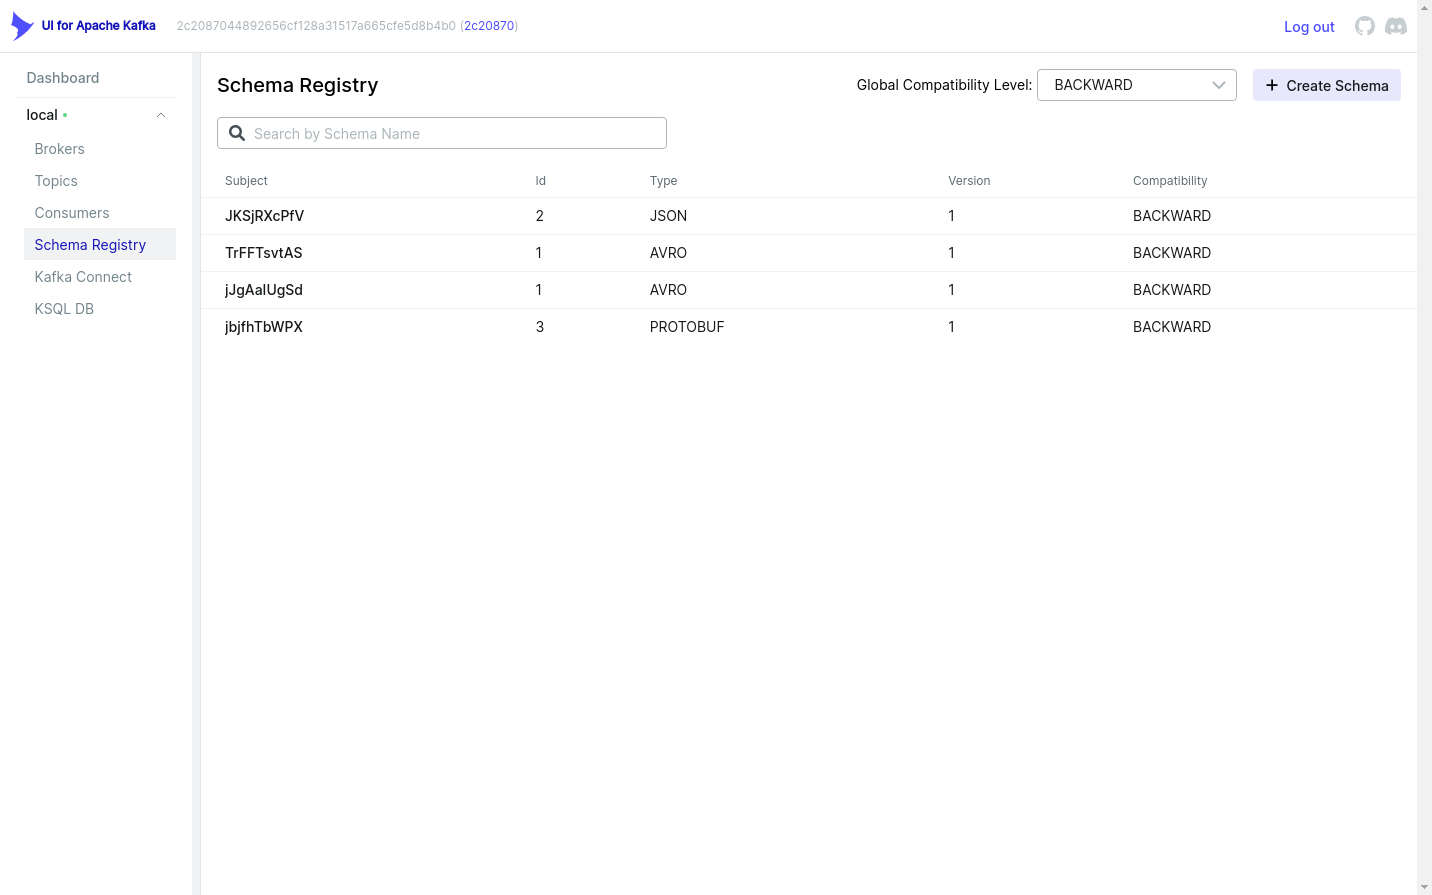 UI for Apache Kafka 2c2087044892656cf128a31517a665cfe5d8b4b0 (2c20870) Log out
Dashboard
local
Brokers
Topics
Consumers
Schema Registry
Kafka Connect
KSQL DB
Schema Registry Global Compatibility Level: BACKWARD Create Schema
Search by Schema Name
Subject Id Type Version Compatibility
JKSjRXcPfV 2 JSON 1 BACKWARD
TrFFTsvtAS 1 AVRO 1 BACKWARD
jJgAalUgSd 1 AVRO 1 BACKWARD
jbjfhTbWPX 3 PROTOBUF 1 BACKWARD